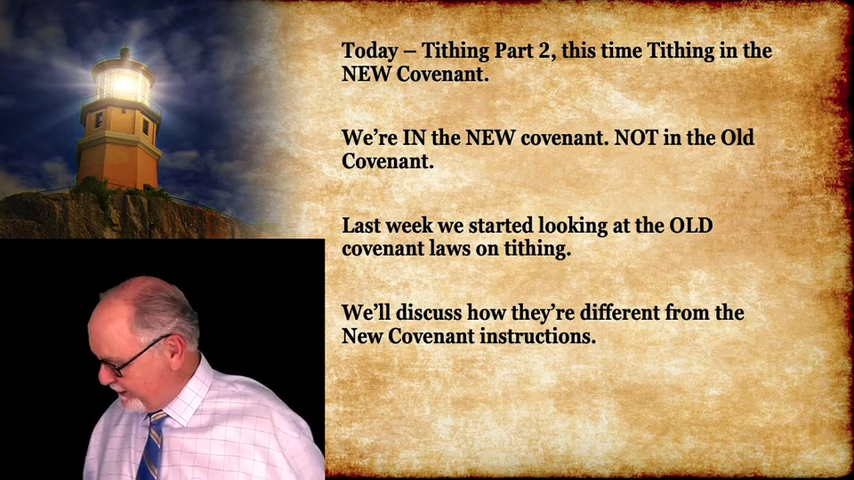 Today – Tithing Part 2, this time Tithing in the
NEW Covenant.
We’re IN the NEW covenant. NOT in the Old
Covenant.
Last week we started looking at the OLD
covenant laws on tithing.
We’ll discuss how they’re different from the
New Covenant instructions.